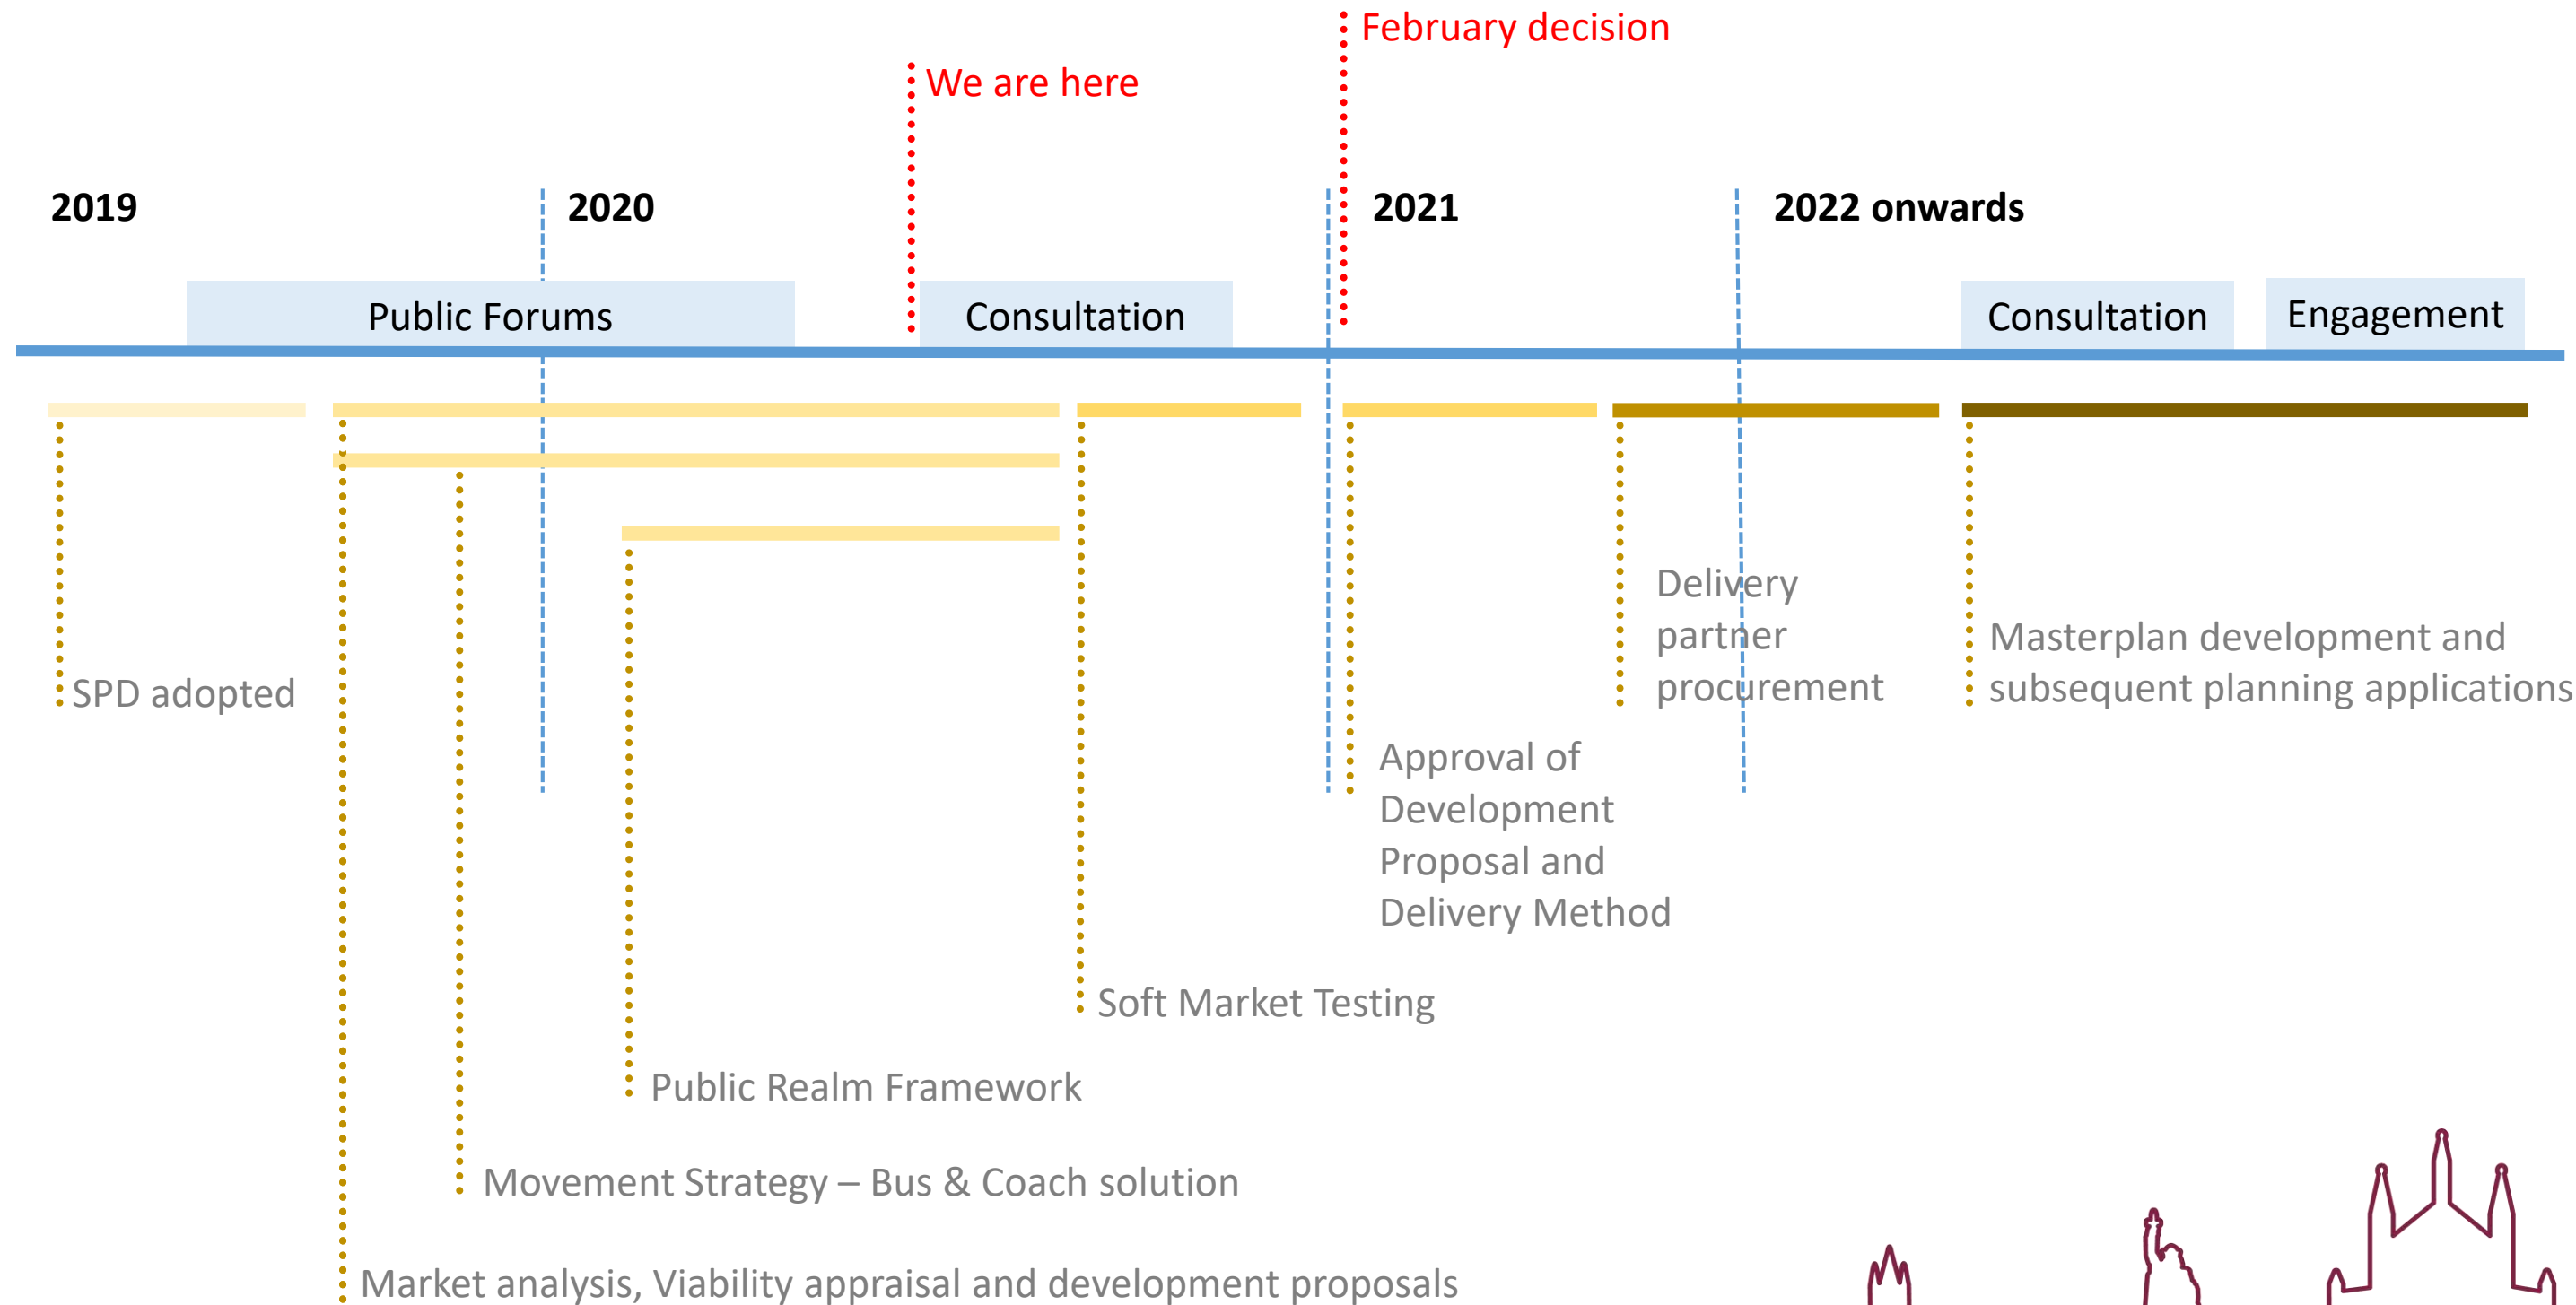 February decision
We are here
2019
2020
2021
2022 onwards
Public Forums
Consultation
Consultation
Engagement
Delivery
partner
procurement
Masterplan development and
subsequent planning applications
SPD adopted
Approval of
Development
Proposal and
Delivery Method
Soft Market Testing
Public Realm Framework
Movement Strategy – Bus & Coach solution
Market analysis, Viability appraisal and development proposals